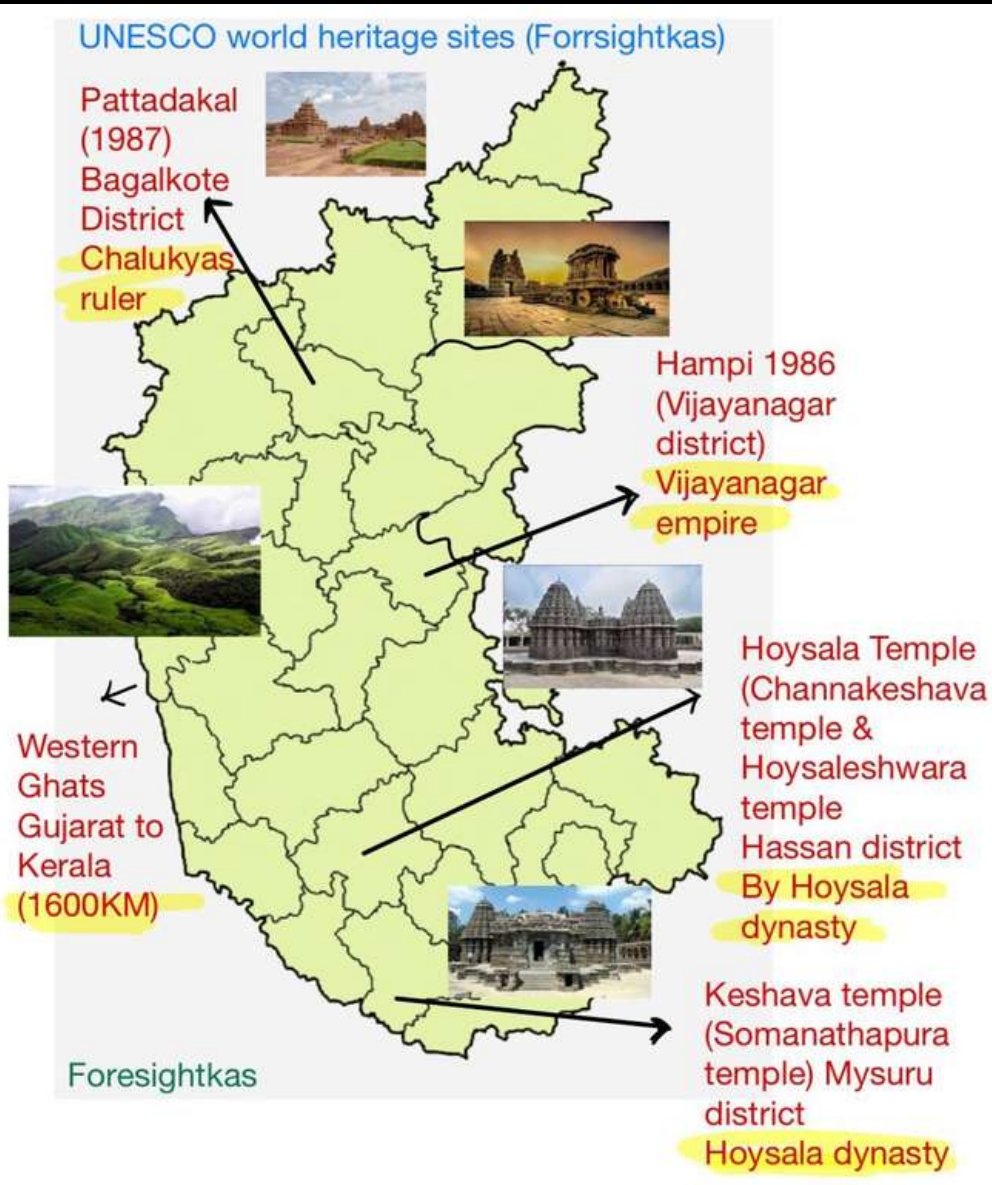 UNESCO world heritage sites (Forrsightkas)
Pattadakal
(1987)
Bagalkote
District
Chalukyas
ruler
Hampi 1986
(Vijayanagar
district)
Vijayanagar
empire
Hoysala Temple
(Channakeshava
temple &
Hoysaleshwara
temple
Hassan district
By Hoysala
dynasty
Western
Ghats
Gujarat to
Kerala
(1600KM)
Keshava temple
(Somanathapura
temple) Mysuru
district
Hoysala dynasty
Foresightkas